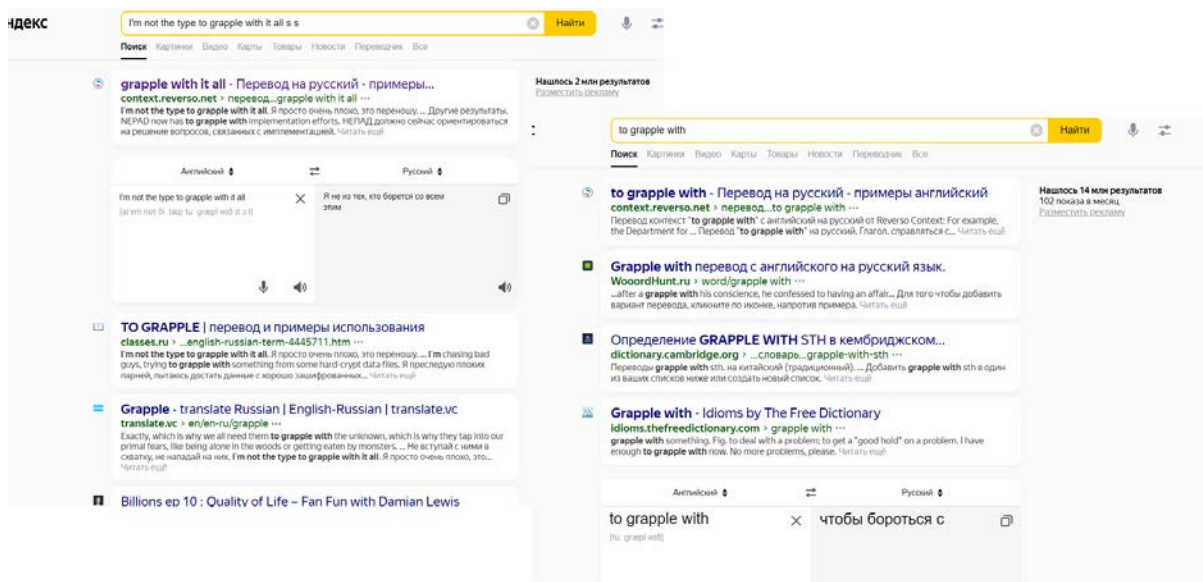 ндекс
I'm not the type to grapple with it all s s
Найти
Поиск Картинки Видео Карты Товары Новости Переводчик Все
grapple with it all - Перевод на русский - примеры...
context.reverso.net > перевод...grapple with it all ···
I'm not the type to grapple with it all. Я просто очень плохо, это переношу. ... Другие результаты.
NEPAD now has to grapple with implementation efforts. НЕПАД должно сейчас ориентироваться
на решение вопросов, связанных с имплементацией. Читать ещё
Нашлось 2 млн результатов
Разместить рекламу
Английский Русский
I'm not the type to grapple with it all
Я не из тех, кто борется со всем
этим
TO GRAPPLE | перевод и примеры использования
classes.ru > ...english-russian-term-4445711.htm ···
I'm not the type to grapple with it all. Я просто очень плохо, это переношу. ... I'm chasing bad
guys, trying to grapple with something from some hard-crypt data files. Я преследую плохих
парней, пытаюсь достать данные с хорошо зашифрованных... Читать ещё
Grapple - translate Russian | English-Russian | translate.vc
translate.vc > en/en-ru/grapple ···
Exactly, which is why we all need them to grapple with the unknown, which is why they tap into our
primal fears, like being alone in the woods or getting eaten by monsters. ... Не вступай с ними в
схватку, не нападай на них. I'm not the type to grapple with it all. Я просто очень плохо, это...
Читать ещё
Billions ep 10 : Quality of Life – Fan Fun with Damian Lewis
to grapple with
Найти
Поиск Картинки Видео Карты Товары Новости Переводчик Все
to grapple with - Перевод на русский - примеры английский
context.reverso.net > перевод...to grapple with ···
Перевод контекст "to grapple with" с английский на русский от Reverso Context: For example,
the Department for ... Перевод "to grapple with" на русский. Глагол. справляться с... Читать ещё
Нашлось 14 млн результатов
102 показа в месяц
Разместить рекламу
Grapple with перевод с английского на русский язык.
WooordHunt.ru > word/grapple with ···
...after a grapple with his conscience, he confessed to having an affair... Для того чтобы добавить
вариант перевода, кликните по иконке, напротив примера. Читать ещё
Определение GRAPPLE WITH STH в кембриджском...
dictionary.cambridge.org > ...словарь...grapple-with-sth ···
Переводы grapple with sth. на китайский (традиционный). ... Добавить grapple with sth в один
из ваших списков ниже или создать новый список. Читать ещё
Grapple with - Idioms by The Free Dictionary
idioms.thefreedictionary.com > grapple with ···
grapple with something. Fig. to deal with a problem; to get a "good hold" on a problem. I have
enough to grapple with now. No more problems, please. Читать ещё
Английский Русский
to grapple with
чтобы бороться с